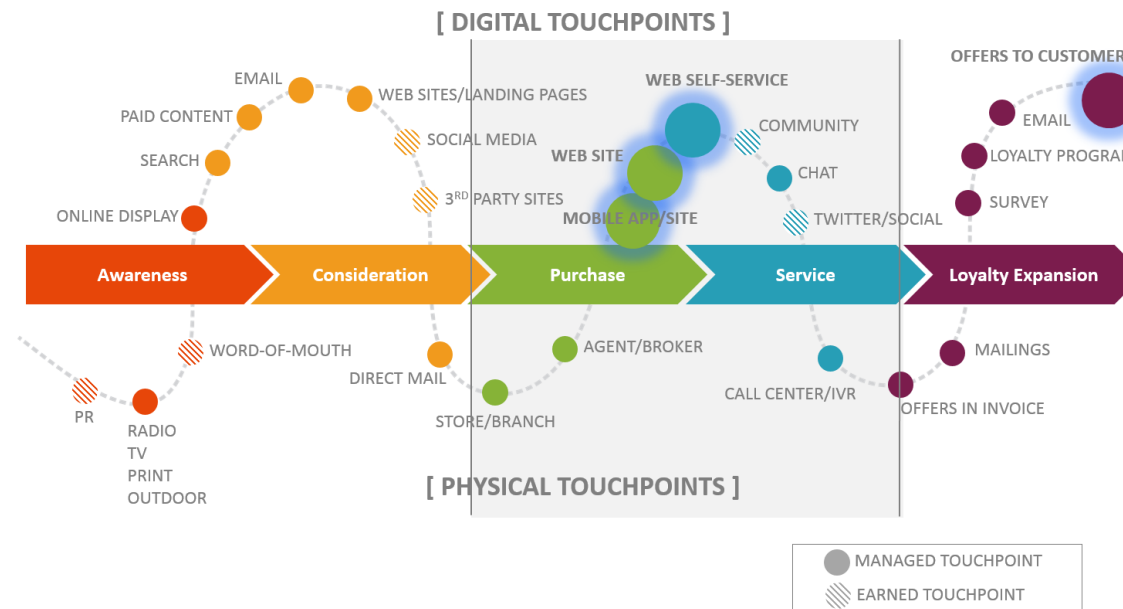 [ DIGITAL TOUCHPOINTS ]
OFFERS TO CUSTOMER
EMAIL
WEB SELF-SERVICE
PAID CONTENT
WEB SITES/LANDING PAGES
EMAIL
SEARCH
SOCIAL MEDIA
COMMUNITY
WEB SITE
LOYALTY PROGRAM
CHAT
ONLINE DISPLAY
3RD PARTY SITES
MOBILE APP/SITE
TWITTER/SOCIAL
SURVEY
Awareness
Consideration
Purchase
Service
Loyalty Expansion
WORD-OF-MOUTH
AGENT/BROKER
MAILINGS
DIRECT MAIL
CALL CENTER/IVR
PR
STORE/BRANCH
OFFERS IN INVOICE
RADIO
TV
PRINT
OUTDOOR
[ PHYSICAL TOUCHPOINTS ]
MANAGED TOUCHPOINT
EARNED TOUCHPOINT